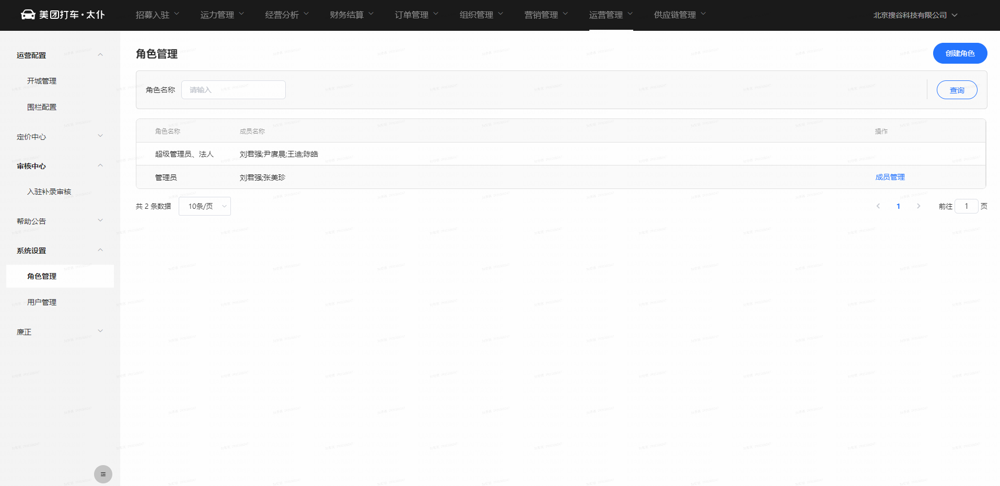 美团打车·太仆
招募入驻
运力管理
经营分析
财务结算
订单管理
组织管理
营销管理
运营管理
供应链管理
北京搜谷科技有限公司
运营配置
开城管理
围栏配置
定价中心
审核中心
入驻补录审核
帮助公告
系统设置
角色管理
用户管理
廉正
角色管理
创建角色
角色名称 请输入 查询
角色名称 成员名称 操作
超级管理员、法人 刘君强;尹赓晨;王迪;陈皓
管理员 刘君强;张美珍 成员管理
共 2 条数据 10条/页 1 前往 1 页